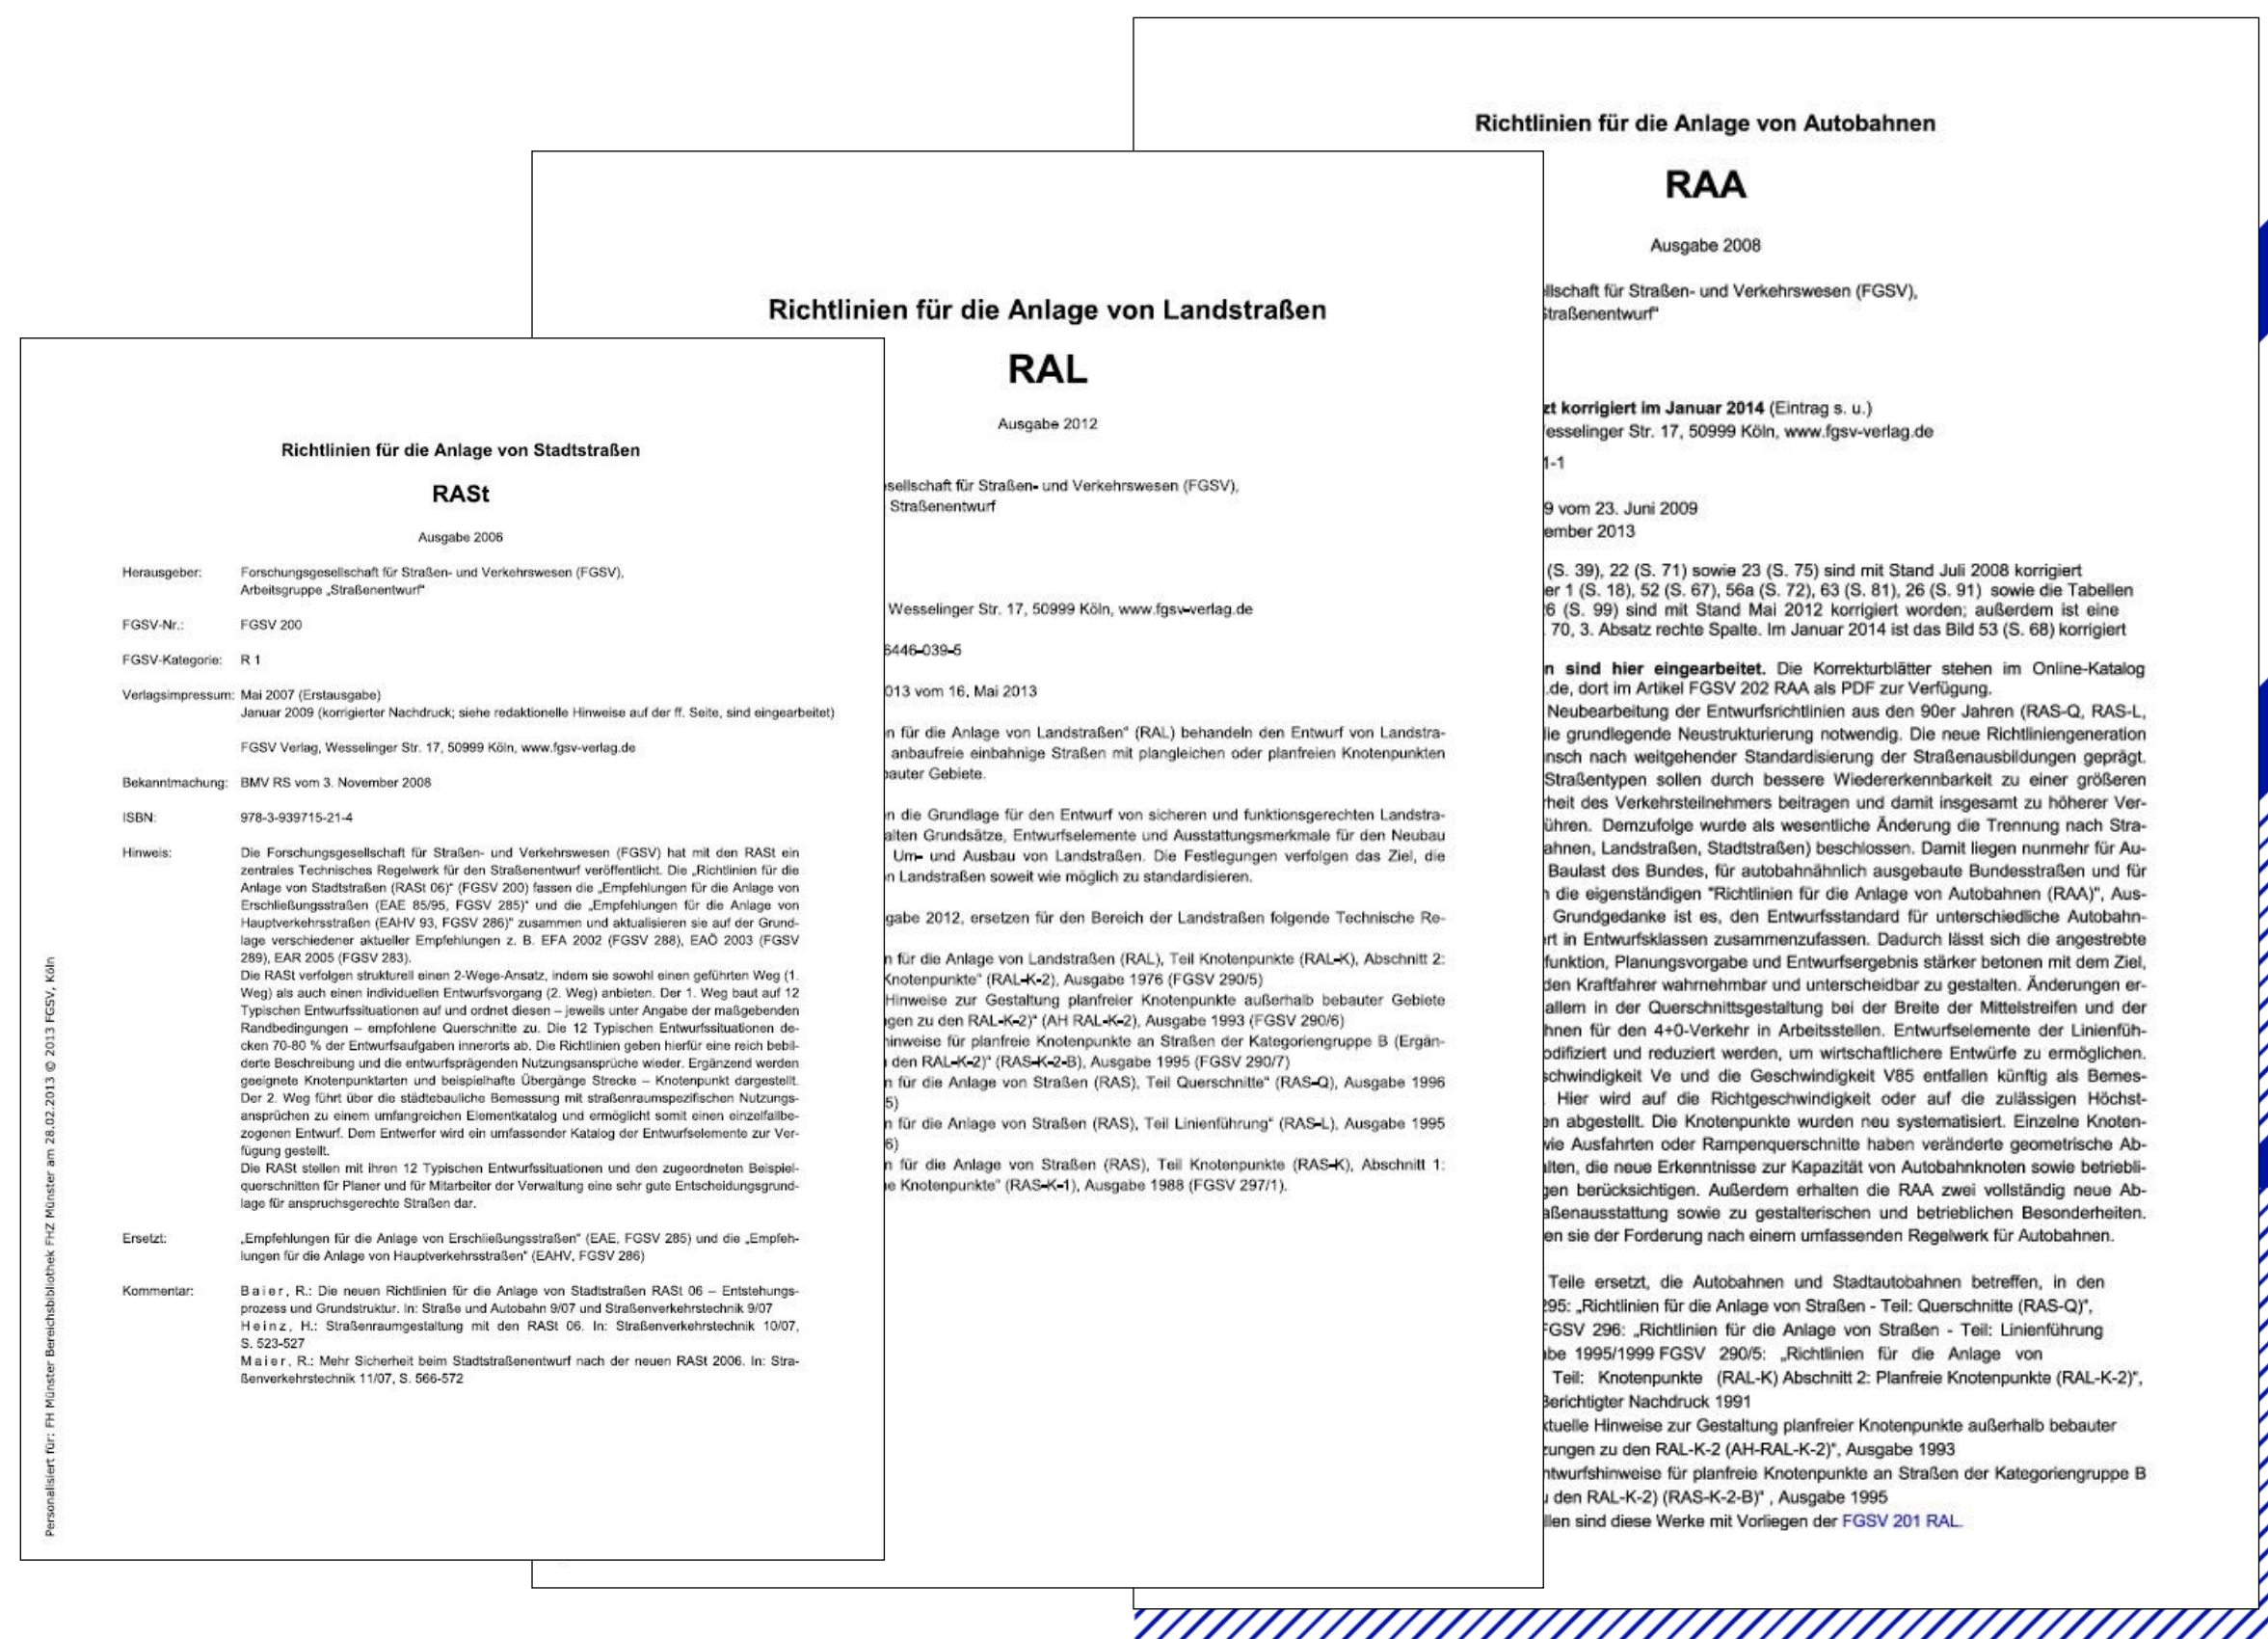 Richtlinien für die Anlage von Stadtstraßen
RASt
Ausgabe 2006
Herausgeber: Forschungsgesellschaft für Straßen- und Verkehrswesen (FGSV),
Arbeitsgruppe „Straßenentwurf“
FGSV-Nr.: FGSV 200
FGSV-Kategorie: R 1
Verlagsimpressum: Mai 2007 (Erstausgabe)
Januar 2009 (korrigierter Nachdruck; siehe redaktionelle Hinweise auf der ff. Seite, sind eingearbeitet)
FGSV Verlag, Wesselinger Str. 17, 50999 Köln, www.fgsv-verlag.de
Bekanntmachung: BMV RS vom 3. November 2008
ISBN: 978-3-939715-21-4
Hinweis: Die Forschungsgesellschaft für Straßen- und Verkehrswesen (FGSV) hat mit den RASt ein
zentrales Technisches Regelwerk für den Straßenentwurf veröffentlicht. Die „Richtlinien für die
Anlage von Stadtstraßen (RASt 06)“ (FGSV 200) fassen die „Empfehlungen für die Anlage von
Erschließungsstraßen (EAE 85/95, FGSV 285)“ und die „Empfehlungen für die Anlage von
Hauptverkehrsstraßen (EAHV 93, FGSV 286)“ zusammen und aktualisieren sie auf der Grund-
lage verschiedener aktueller Empfehlungen z. B. EFA 2002 (FGSV 288), EAÖ 2003 (FGSV
289), EAR 2005 (FGSV 283).
Die RASt verfolgen strukturell einen 2-Wege-Ansatz, indem sie sowohl einen geführten Weg (1.
Weg) als auch einen individuellen Entwurfsvorgang (2. Weg) anbieten. Der 1. Weg baut auf 12
Typischen Entwurfssituationen auf und ordnet diesen – jeweils unter Angabe der maßgebenden
Randbedingungen – empfohlene Querschnitte zu. Die 12 Typischen Entwurfssituationen de-
cken 70-80 % der Entwurfsaufgaben innerorts ab. Die Richtlinien geben hierfür eine reich bebil-
derte Beschreibung und die entwurfsprägenden Nutzungsansprüche wieder. Ergänzend werden
geeignete Knotenpunktarten und beispielhafte Übergänge Strecke – Knotenpunkt dargestellt.
Der 2. Weg führt über die städtebauliche Bemessung mit straßenraumspezifischen Nutzungs-
ansprüchen zu einem umfangreichen Elementkatalog und ermöglicht somit einen einzelfallbe-
zogenen Entwurf. Dem Entwerfer wird ein umfassender Katalog der Entwurfselemente zur Ver-
fügung gestellt.
Die RASt stellen mit ihren 12 Typischen Entwurfssituationen und den zugeordneten Beispiel-
querschnitten für Planer und für Mitarbeiter der Verwaltung eine sehr gute Entscheidungsgrund-
lage für anspruchsgerechte Straßen dar.
Ersetzt: „Empfehlungen für die Anlage von Erschließungsstraßen“ (EAE, FGSV 285) und die „Empfeh-
lungen für die Anlage von Hauptverkehrsstraßen“ (EAHV, FGSV 286)
Kommentar: Baier, R.: Die neuen Richtlinien für die Anlage von Stadtstraßen RASt 06 – Entstehungs-
prozess und Grundstruktur. In: Straße und Autobahn 9/07 und Straßenverkehrstechnik 9/07
Heinz, H.: Straßenraumgestaltung mit den RASt 06. In: Straßenverkehrstechnik 10/07,
S. 523-527
Maier, R.: Mehr Sicherheit beim Stadtstraßenentwurf nach der neuen RASt 2006. In: Stra-
ßenverkehrstechnik 11/07, S. 566-572
Personalisiert für: FH Münster Bereichsbibliothek FHZ Münster am 28.02.2013 © 2013 FGSV, Köln
Richtlinien für die Anlage von Landstraßen
RAL
Ausgabe 2012
sellschaft für Straßen- und Verkehrswesen (FGSV),
Straßenentwurf
Wesselinger Str. 17, 50999 Köln, www.fgsv-verlag.de
6446-039-5
013 vom 16. Mai 2013
n für die Anlage von Landstraßen“ (RAL) behandeln den Entwurf von Landstra-
anbaufreie einbahnige Straßen mit plangleichen oder planfreien Knotenpunkten
bauter Gebiete.
n die Grundlage für den Entwurf von sicheren und funktionsgerechten Landstra-
alten Grundsätze, Entwurfselemente und Ausstattungsmerkmale für den Neubau
Um- und Ausbau von Landstraßen. Die Festlegungen verfolgen das Ziel, die
n Landstraßen soweit wie möglich zu standardisieren.
gabe 2012, ersetzen für den Bereich der Landstraßen folgende Technische Re-
n für die Anlage von Landstraßen (RAL), Teil Knotenpunkte (RAL-K), Abschnitt 2:
Knotenpunkte“ (RAL-K-2), Ausgabe 1976 (FGSV 290/5)
Hinweise zur Gestaltung planfreier Knotenpunkte außerhalb bebauter Gebiete
gen zu den RAL-K-2)“ (AH RAL-K-2), Ausgabe 1993 (FGSV 290/6)
hinweise für planfreie Knotenpunkte an Straßen der Kategoriengruppe B (Ergän-
den RAL-K-2)“ (RAS-K-2-B), Ausgabe 1995 (FGSV 290/7)
n für die Anlage von Straßen (RAS), Teil Querschnitte“ (RAS-Q), Ausgabe 1996
5)
n für die Anlage von Straßen (RAS), Teil Linienführung“ (RAS-L), Ausgabe 1995
6)
n für die Anlage von Straßen (RAS), Teil Knotenpunkte (RAS-K), Abschnitt 1:
e Knotenpunkte“ (RAS-K-1), Ausgabe 1988 (FGSV 297/1).
Richtlinien für die Anlage von Autobahnen
RAA
Ausgabe 2008
llschaft für Straßen- und Verkehrswesen (FGSV),
Straßenentwurf“
zt korrigiert im Januar 2014 (Eintrag s. u.)
esselinger Str. 17, 50999 Köln, www.fgsv-verlag.de
1-1
9 vom 23. Juni 2009
ember 2013
(S. 39), 22 (S. 71) sowie 23 (S. 75) sind mit Stand Juli 2008 korrigiert
er 1 (S. 18), 52 (S. 67), 56a (S. 72), 63 (S. 81), 26 (S. 91) sowie die Tabellen
6 (S. 99) sind mit Stand Mai 2012 korrigiert worden; außerdem ist eine
70, 3. Absatz rechte Spalte. Im Januar 2014 ist das Bild 53 (S. 68) korrigiert
n sind hier eingearbeitet. Die Korrekturblätter stehen im Online-Katalog
.de, dort im Artikel FGSV 202 RAA als PDF zur Verfügung.
Neubearbeitung der Entwurfsrichtlinien aus den 90er Jahren (RAS-Q, RAS-L,
ie grundlegende Neustrukturierung notwendig. Die neue Richtliniengeneration
nsch nach weitgehender Standardisierung der Straßenausbildungen geprägt.
Straßentypen sollen durch bessere Wiedererkennbarkeit zu einer größeren
heit des Verkehrsteilnehmers beitragen und damit insgesamt zu höherer Ver-
ühren. Demzufolge wurde als wesentliche Änderung die Trennung nach Stra-
ahnen, Landstraßen, Stadtstraßen) beschlossen. Damit liegen nunmehr für Au-
Baulast des Bundes, für autobahnähnlich ausgebaute Bundesstraßen und für
n die eigenständigen "Richtlinien für die Anlage von Autobahnen (RAA)", Aus-
Grundgedanke ist es, den Entwurfsstandard für unterschiedliche Autobahn-
rt in Entwurfsklassen zusammenzufassen. Dadurch lässt sich die angestrebte
funktion, Planungsvorgabe und Entwurfsergebnis stärker betonen mit dem Ziel,
den Kraftfahrer wahrnehmbar und unterscheidbar zu gestalten. Änderungen er-
allem in der Querschnittsgestaltung bei der Breite der Mittelstreifen und der
hnen für den 4+0-Verkehr in Arbeitsstellen. Entwurfselemente der Linienfüh-
odifiziert und reduziert werden, um wirtschaftlichere Entwürfe zu ermöglichen.
schwindigkeit Ve und die Geschwindigkeit V85 entfallen künftig als Bemes-
Hier wird auf die Richtgeschwindigkeit oder auf die zulässigen Höchst-
en abgestellt. Die Knotenpunkte wurden neu systematisiert. Einzelne Knoten-
wie Ausfahrten oder Rampenquerschnitte haben veränderte geometrische Ab-
lten, die neue Erkenntnisse zur Kapazität von Autobahnknoten sowie betriebli-
gen berücksichtigen. Außerdem erhalten die RAA zwei vollständig neue Ab-
aßenausstattung sowie zu gestalterischen und betrieblichen Besonderheiten.
en sie der Forderung nach einem umfassenden Regelwerk für Autobahnen.
Teile ersetzt, die Autobahnen und Stadtautobahnen betreffen, in den
295: „Richtlinien für die Anlage von Straßen - Teil: Querschnitte (RAS-Q)“,
FGSV 296: „Richtlinien für die Anlage von Straßen - Teil: Linienführung
be 1995/1999 FGSV 290/5: „Richtlinien für die Anlage von
Teil: Knotenpunkte (RAL-K) Abschnitt 2: Planfreie Knotenpunkte (RAL-K-2)“,
Berichtigter Nachdruck 1991
ktuelle Hinweise zur Gestaltung planfreier Knotenpunkte außerhalb bebauter
zungen zu den RAL-K-2 (AH-RAL-K-2)“, Ausgabe 1993
ntwurfshinweise für planfreie Knotenpunkte an Straßen der Kategoriengruppe B
u den RAL-K-2) (RAS-K-2-B)“ , Ausgabe 1995
llen sind diese Werke mit Vorliegen der FGSV 201 RAL.